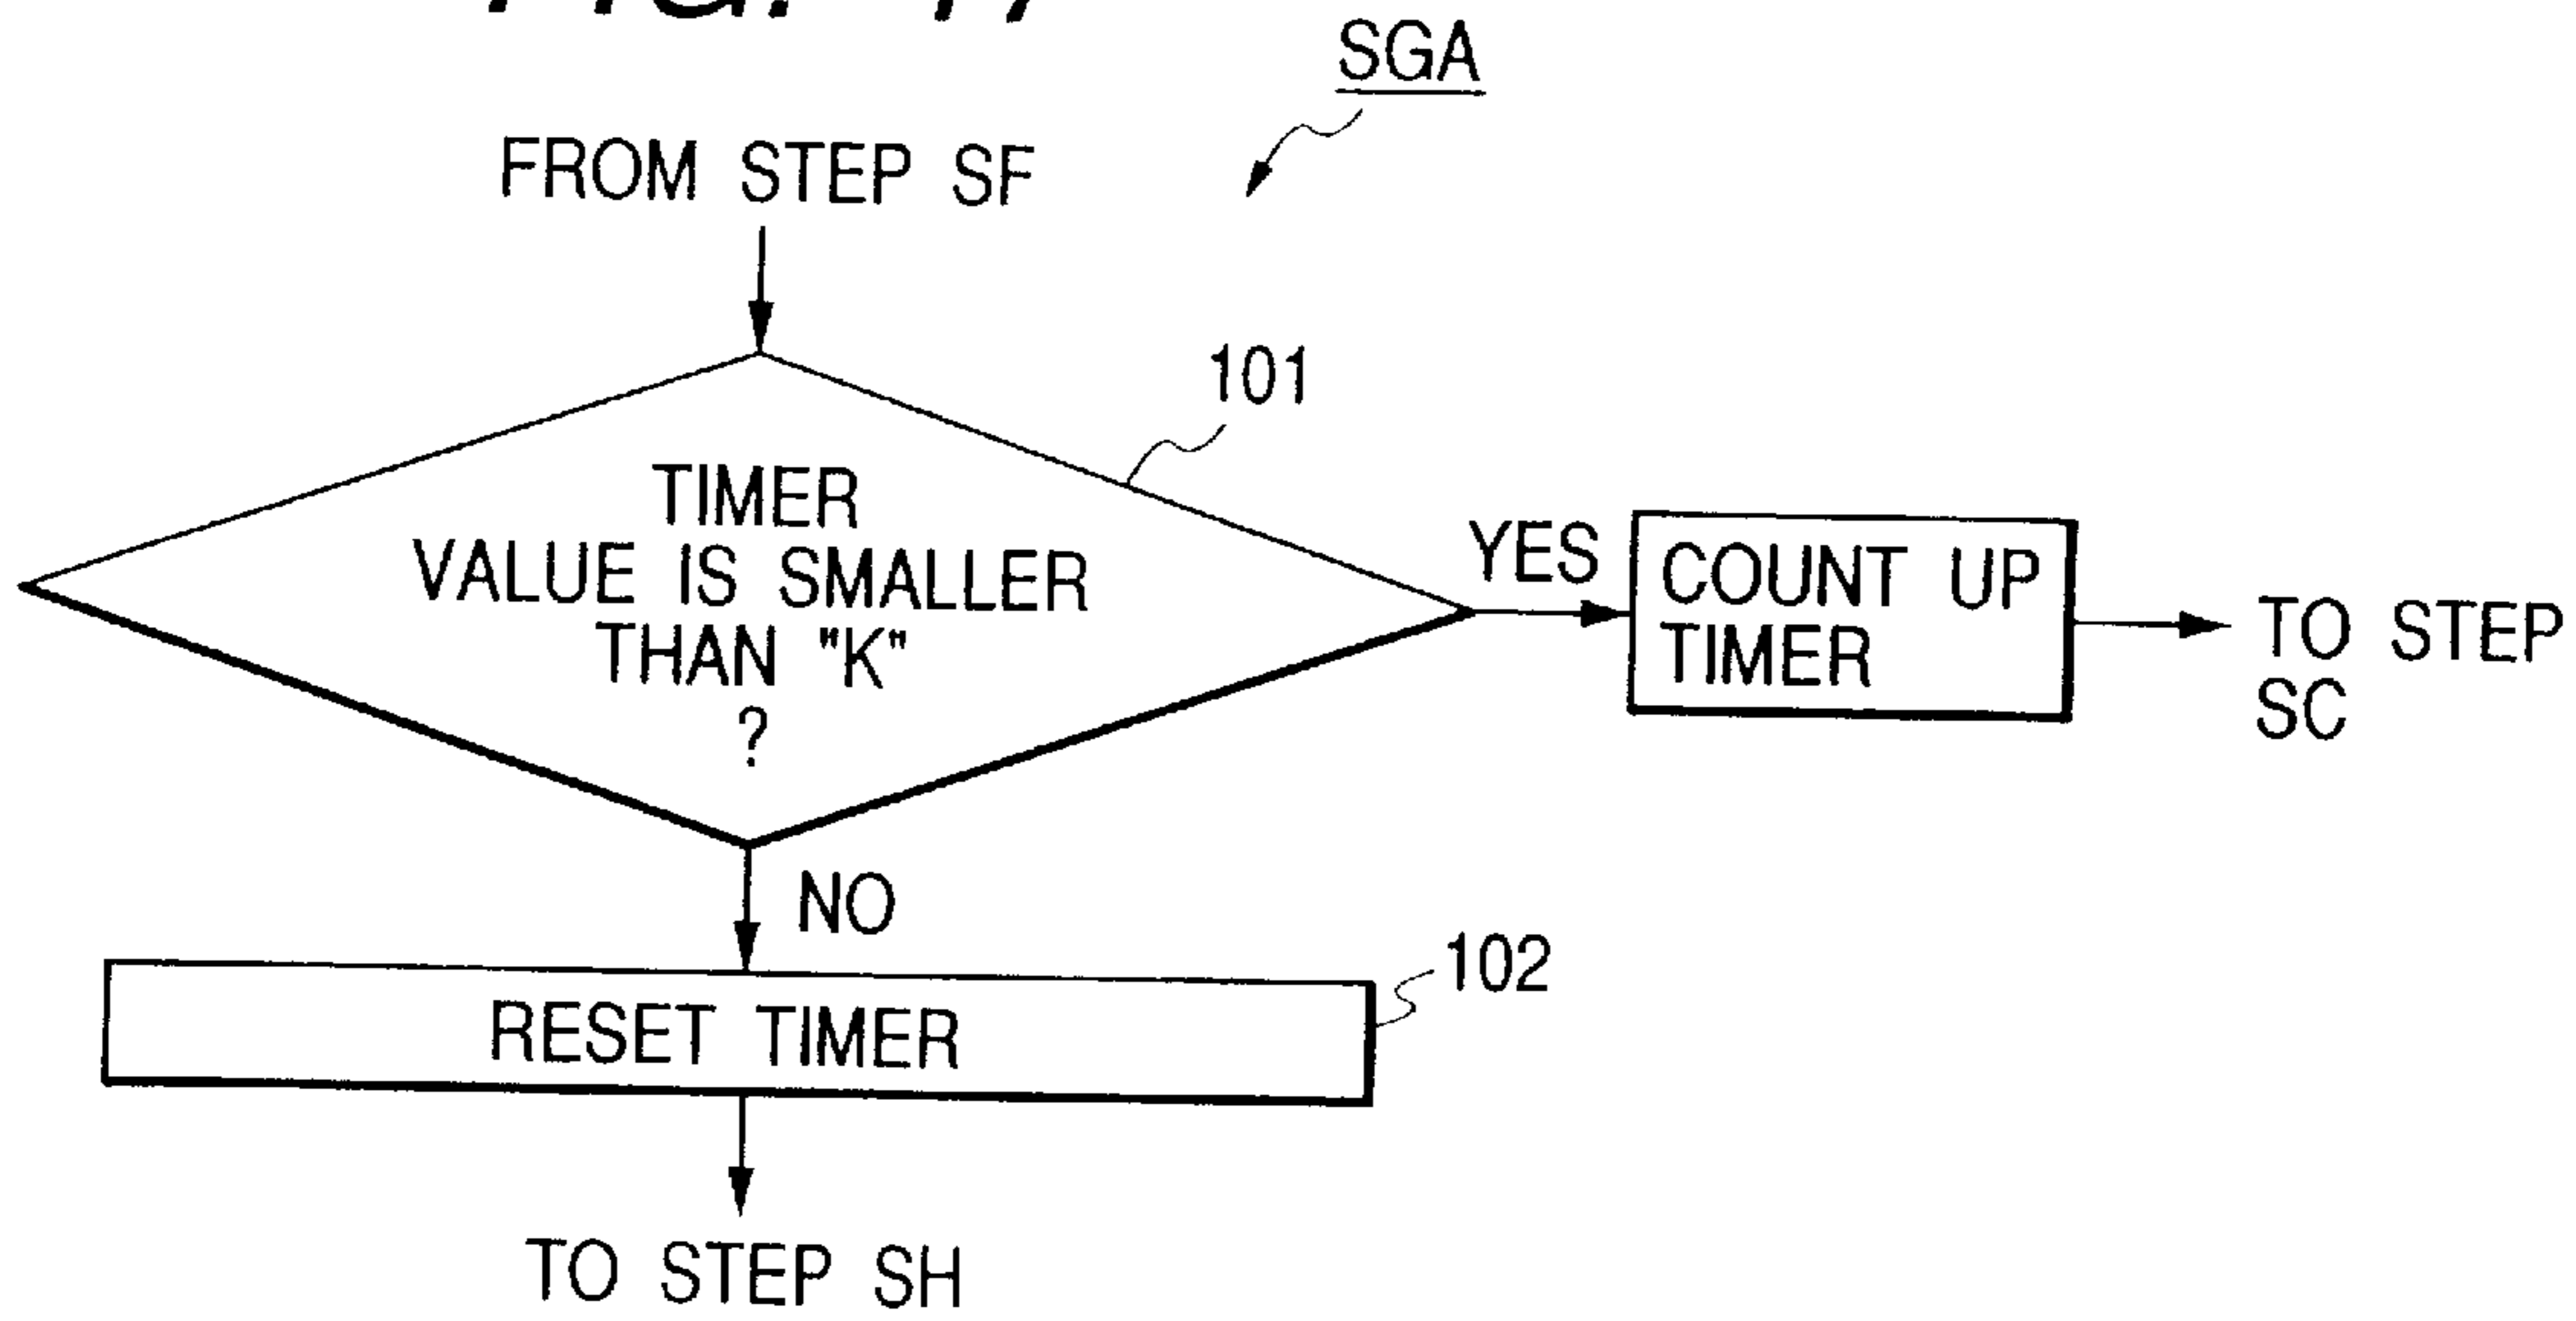 SGA
FROM STEP SF
101
TIMER
VALUE IS SMALLER
THAN "K"
?
YES
COUNT UP
TIMER
TO STEP
SC
NO
RESET TIMER
102
TO STEP SH